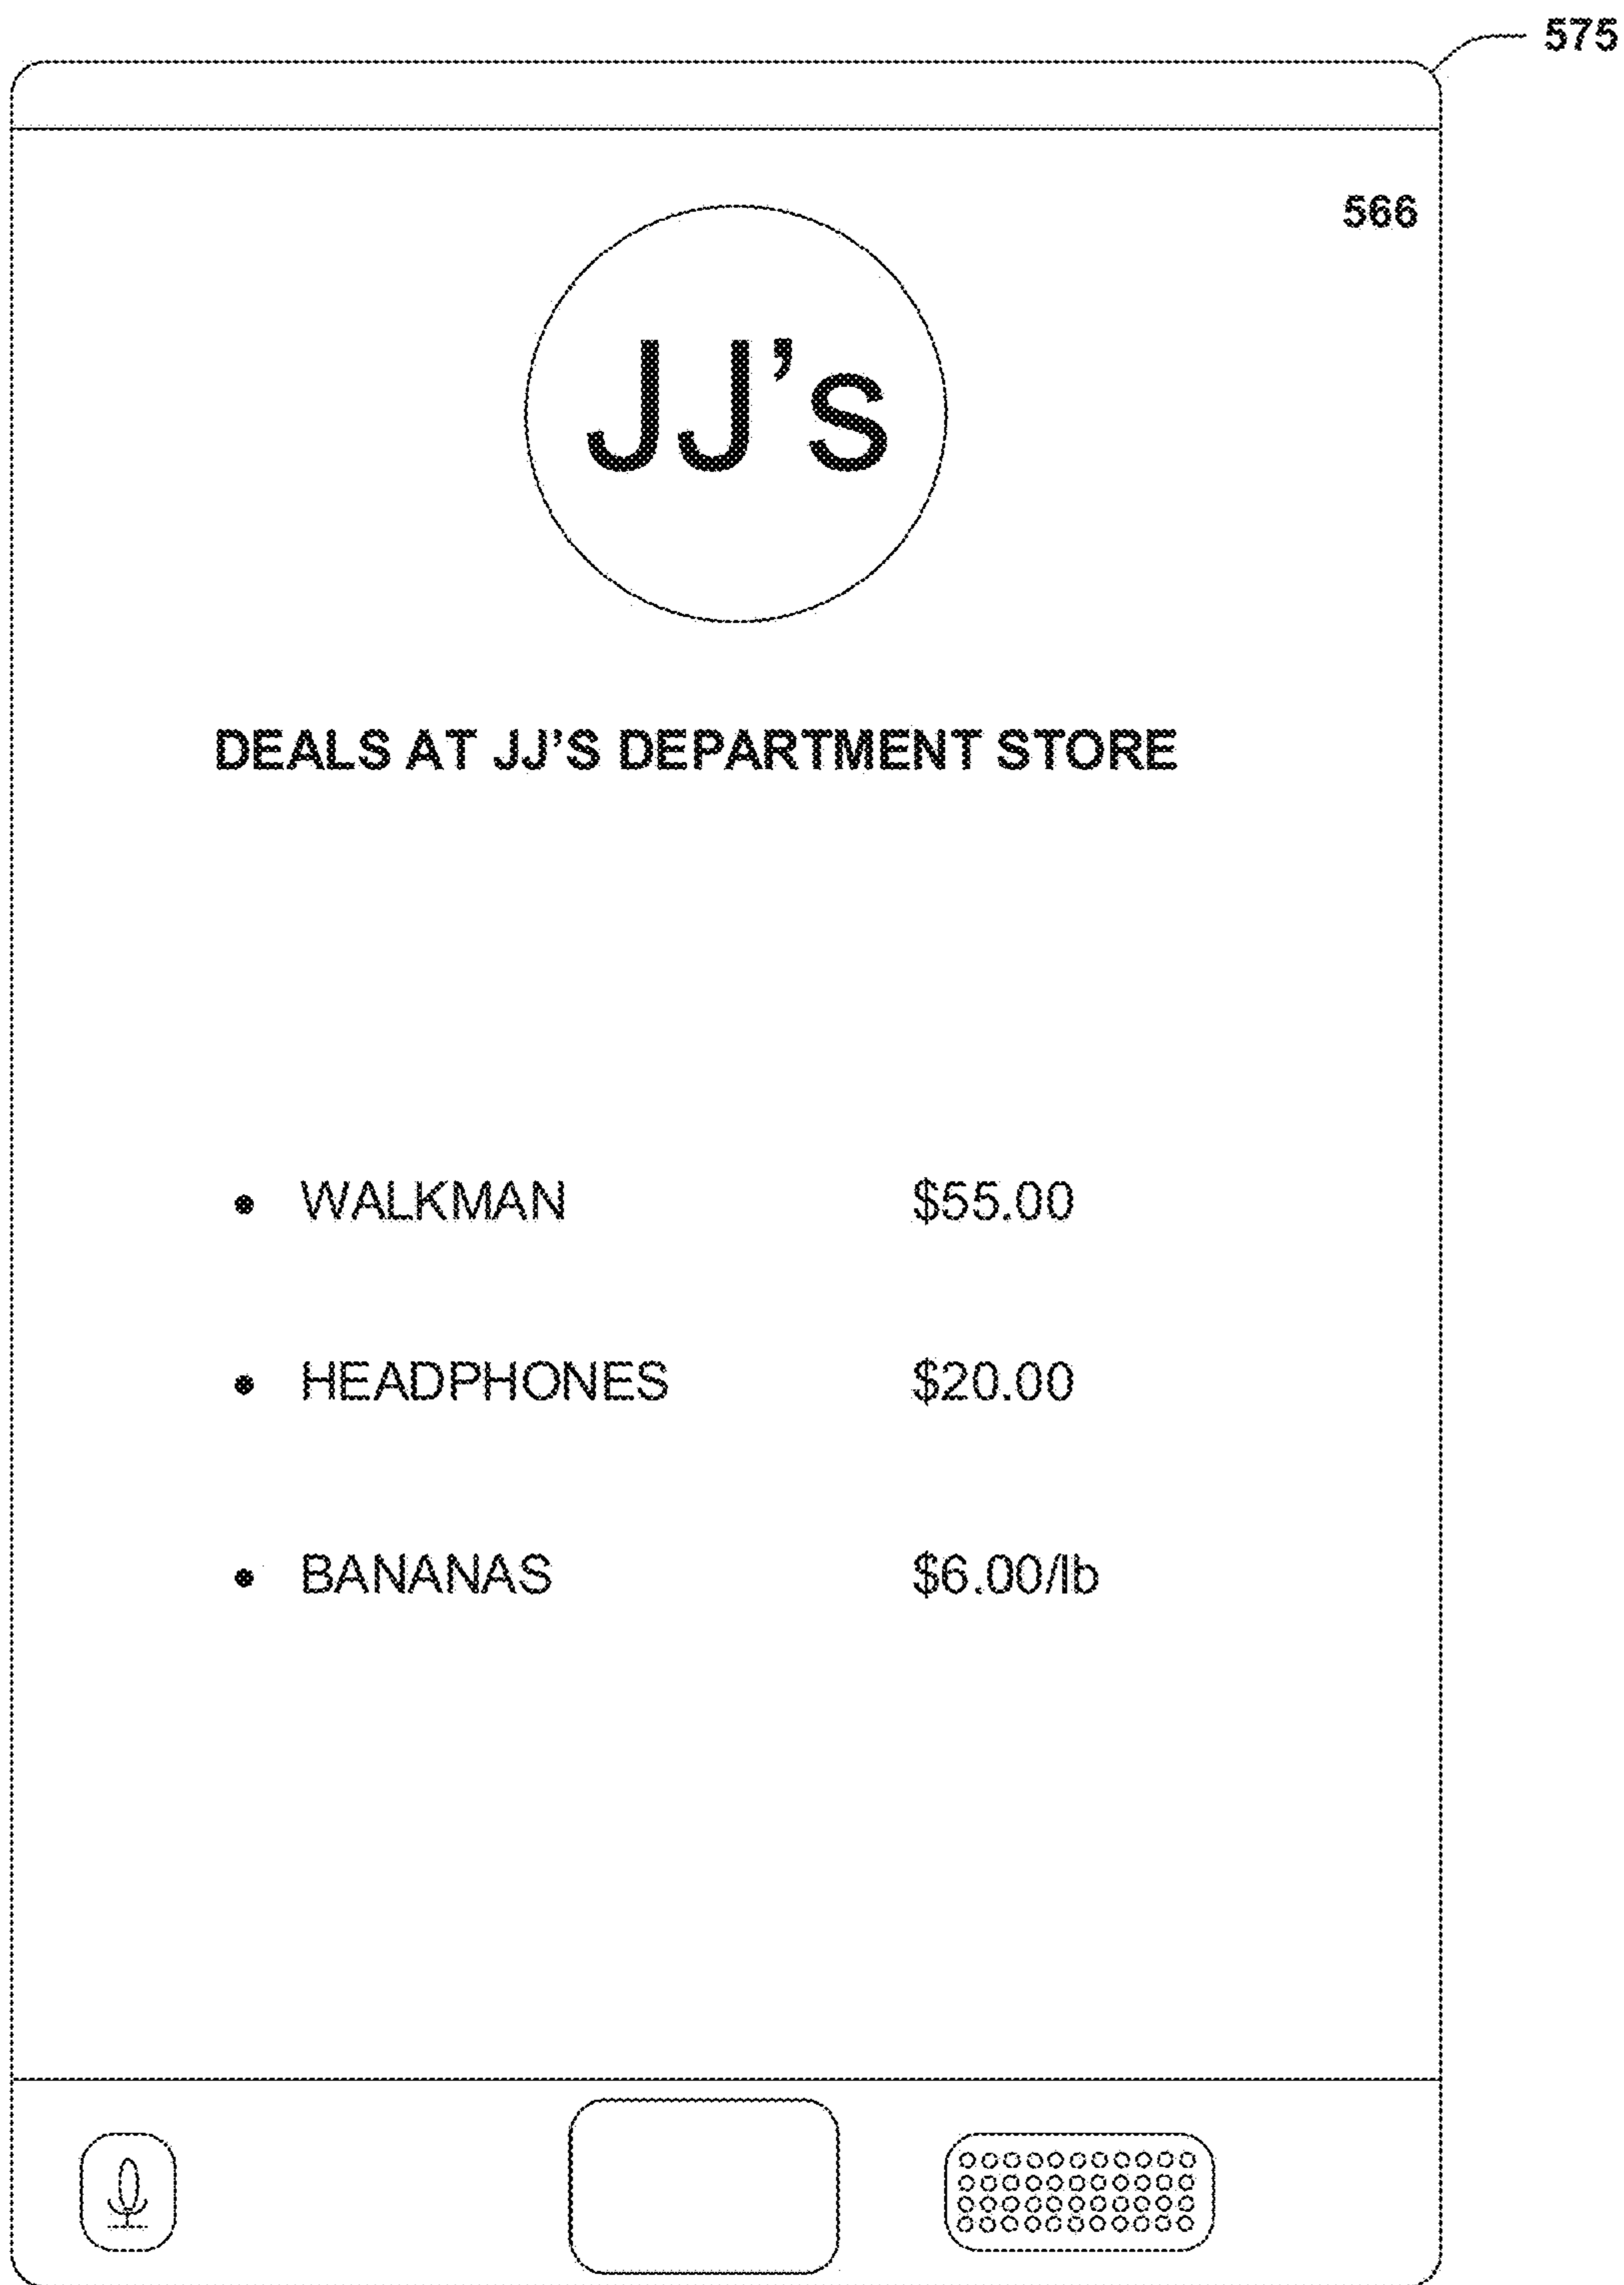 575
566
JJ's
DEALS AT JJ'S DEPARTMENT STORE
• WALKMAN $55.00
• HEADPHONES $20.00
• BANANAS $6.00/lb